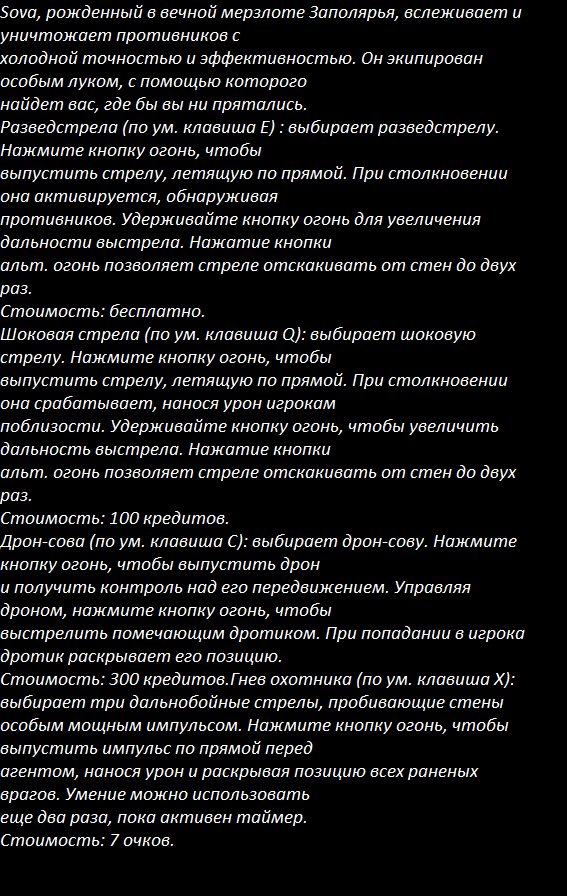 Sova, рожденный в вечной мерзлоте Заполярья, вслеживает и
уничтожает противников с
холодной точностью и эффективностью. Он экипирован
особым луком, с помощью которого
найдет вас, где бы вы ни прятались.
Разведстрела (по ум. клавиша E) : выбирает разведстрелу.
Нажмите кнопку огонь, чтобы
выпустить стрелу, летящую по прямой. При столкновении
она активируется, обнаруживая
противников. Удерживайте кнопку огонь для увеличения
дальности выстрела. Нажатие кнопки
альт. огонь позволяет стреле отскакивать от стен до двух
раз.
Стоимость: бесплатно.
Шоковая стрела (по ум. клавиша Q): выбирает шоковую
стрелу. Нажмите кнопку огонь, чтобы
выпустить стрелу, летящую по прямой. При столкновении
она срабатывает, нанося урон игрокам
поблизости. Удерживайте кнопку огонь, чтобы увеличить
дальность выстрела. Нажатие кнопки
альт. огонь позволяет стреле отскакивать от стен до двух
раз.
Стоимость: 100 кредитов.
Дрон-сова (по ум. клавиша C): выбирает дрон-сову. Нажмите
кнопку огонь, чтобы выпустить дрон
и получить контроль над его передвижением. Управляя
дроном, нажмите кнопку огонь, чтобы
выстрелить помечающим дротиком. При попадании в игрока
дротик раскрывает его позицию.
Стоимость: 300 кредитов.Гнев охотника (по ум. клавиша X):
выбирает три дальнобойные стрелы, пробивающие стены
особым мощным импульсом. Нажмите кнопку огонь, чтобы
выпустить импульс по прямой перед
агентом, нанося урон и раскрывая позицию всех раненых
врагов. Умение можно использовать
еще два раза, пока активен таймер.
Стоимость: 7 очков.